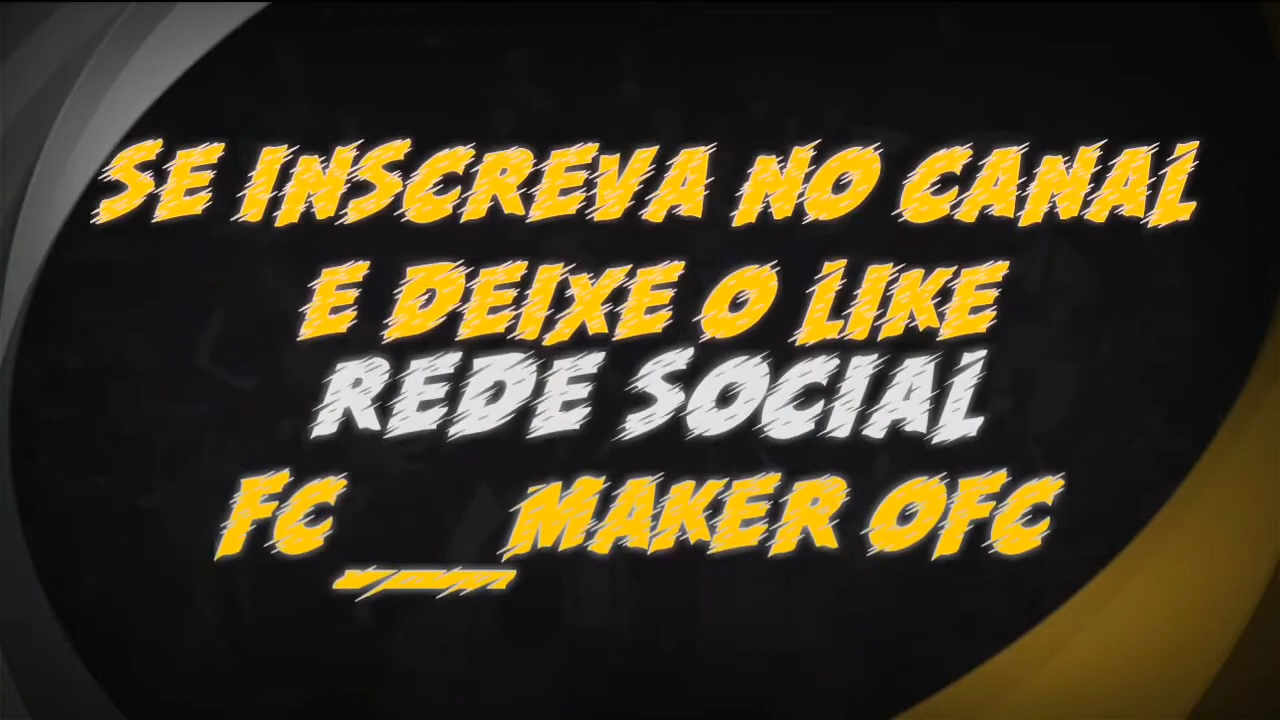 SE INSCREVA NO CANAL
E DEIXE O LIKE
REDE SOCIAL
FC__MAKER OFC